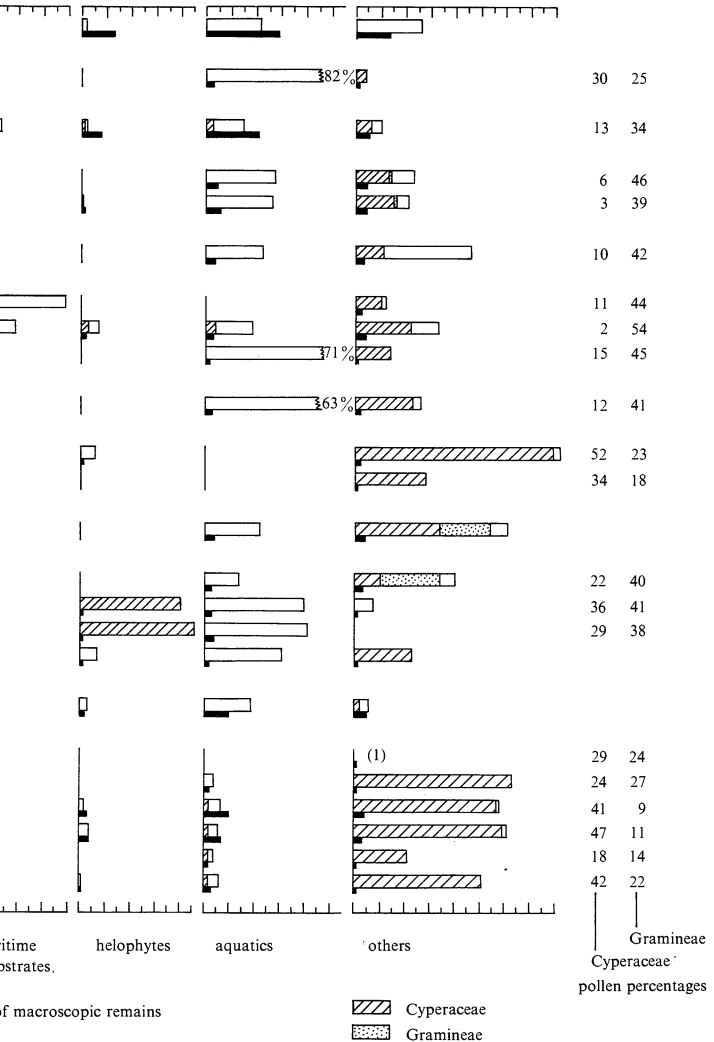 82% 30 25
13 34
6 46
3 39
10 42
11 44
2 54
71% 15 45
63% 12 41
52 23
34 18
22 40
36 41
29 38
(1) 29 24
24 27
41 9
47 11
18 14
42 22
ritime helophytes aquatics others Gramineae
ostrates. Cyperaceae
pollen percentages
of macroscopic remains Cyperaceae
Gramineae